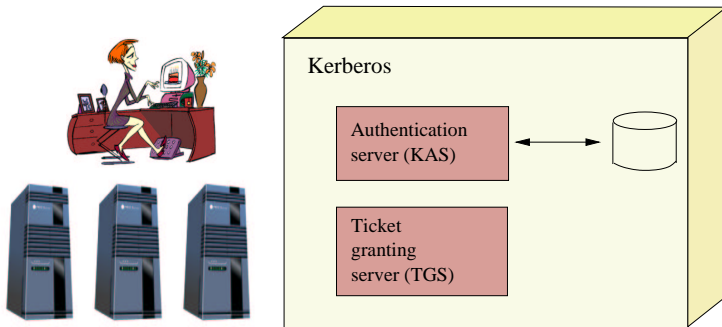 Kerberos
Authentication
server (KAS)
Ticket
granting
server (TGS)